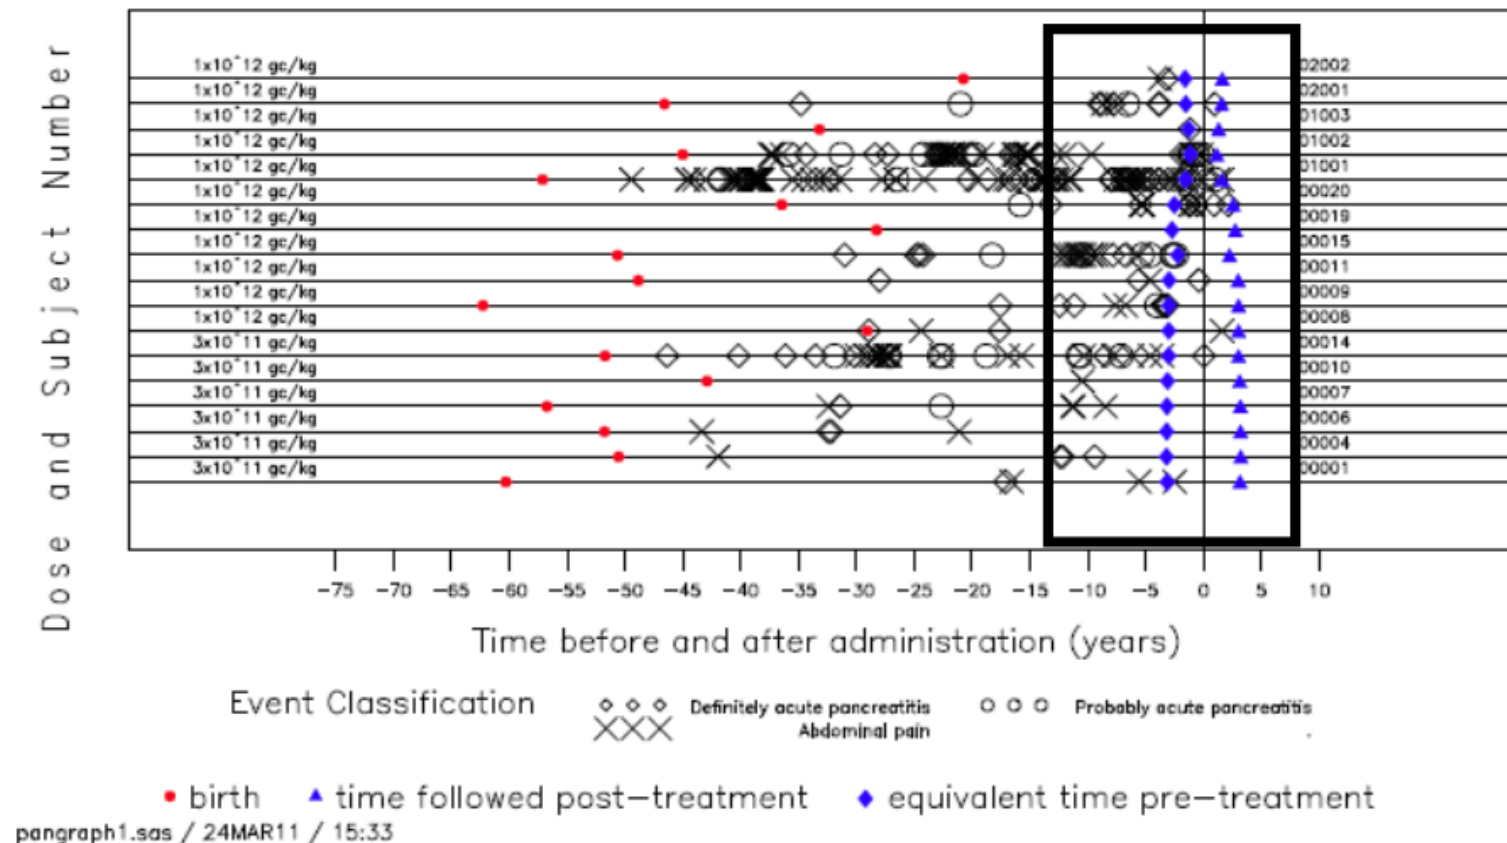 Dose and Subject Number
1x10^12 gc/kg 02002
1x10^12 gc/kg 02001
1x10^12 gc/kg 01003
1x10^12 gc/kg 01002
1x10^12 gc/kg 01001
1x10^12 gc/kg 00020
1x10^12 gc/kg 00019
1x10^12 gc/kg 00015
1x10^12 gc/kg 00011
1x10^12 gc/kg 00009
1x10^12 gc/kg 00008
3x10^11 gc/kg 00014
3x10^11 gc/kg 00010
3x10^11 gc/kg 00007
3x10^11 gc/kg 00006
3x10^11 gc/kg 00004
3x10^11 gc/kg 00001
-75 -70 -65 -60 -55 -50 -45 -40 -35 -30 -25 -20 -15 -10 -5 0 5 10
Time before and after administration (years)
Event Classification Definitely acute pancreatitis Probably acute pancreatitis
Abdominal pain .
birth time followed post-treatment equivalent time pre-treatment
pangraph1.sas / 24MAR11 / 15:33